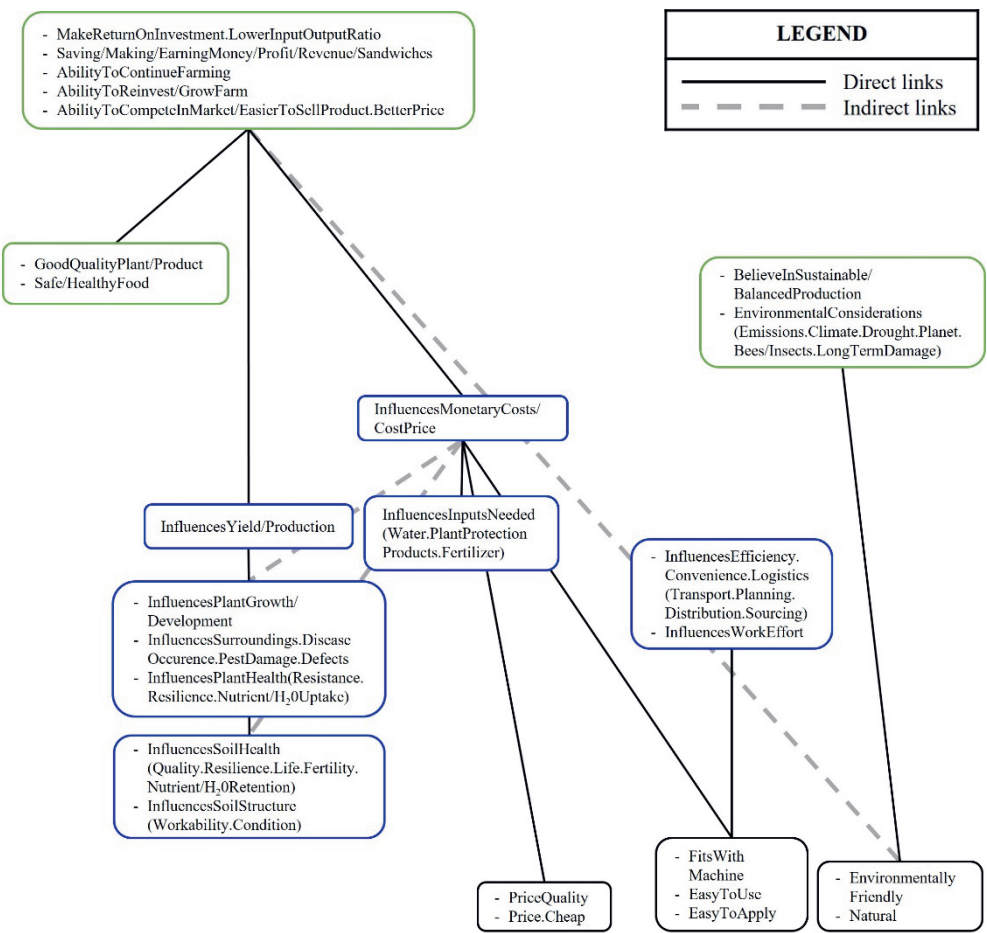 - MakeReturnOnInvestment.LowerInputOutputRatio
- Saving/Making/EarningMoney/Profit/Revenue/Sandwiches
- AbilityToContinueFarming
- AbilityToReinvest/GrowFarm
- AbilityToCompeteInMarket/EasierToSellProduct.BetterPrice
LEGEND
Direct links
Indirect links
- GoodQualityPlant/Product
- Safe/HealthyFood
- BelieveInSustainable/
BalancedProduction
- EnvironmentalConsiderations
(Emissions.Climate.Drought.Planet.
Bees/Insects.LongTermDamage)
InfluencesMonetaryCosts/
CostPrice
InfluencesYield/Production
InfluencesInputsNeeded
(Water.PlantProtection
Products.Fertilizer)
- InfluencesEfficiency.
Convenience.Logistics
(Transport.Planning.
Distribution.Sourcing)
- InfluencesWorkEffort
- InfluencesPlantGrowth/
Development
- InfluencesSurroundings.Disease
Occurence.PestDamage.Defects
- InfluencesPlantHealth(Resistance.
Resilience.Nutrient/H₂0Uptake)
- InfluencesSoilHealth
(Quality.Resilience.Life.Fertility.
Nutrient/H₂0Retention)
- InfluencesSoilStructure
(Workability.Condition)
- PriceQuality
- Price.Cheap
- FitsWith
Machine
- EasyToUse
- EasyToApply
- Environmentally
Friendly
- Natural